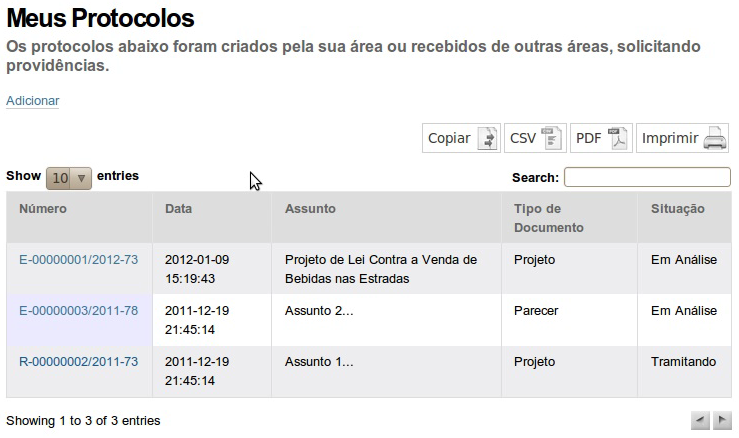 Meus Protocolos
Os protocolos abaixo foram criados pela sua área ou recebidos de outras áreas, solicitando
providências.
Adicionar
Copiar CSV PDF Imprimir
Show 10 entries Search:
Número Data Assunto Tipo de Documento Situação
E-00000001/2012-73 2012-01-09 15:19:43 Projeto de Lei Contra a Venda de Bebidas nas Estradas Projeto Em Análise
E-00000003/2011-78 2011-12-19 21:45:14 Assunto 2... Parecer Em Análise
R-00000002/2011-73 2011-12-19 21:45:14 Assunto 1... Projeto Tramitando
Showing 1 to 3 of 3 entries